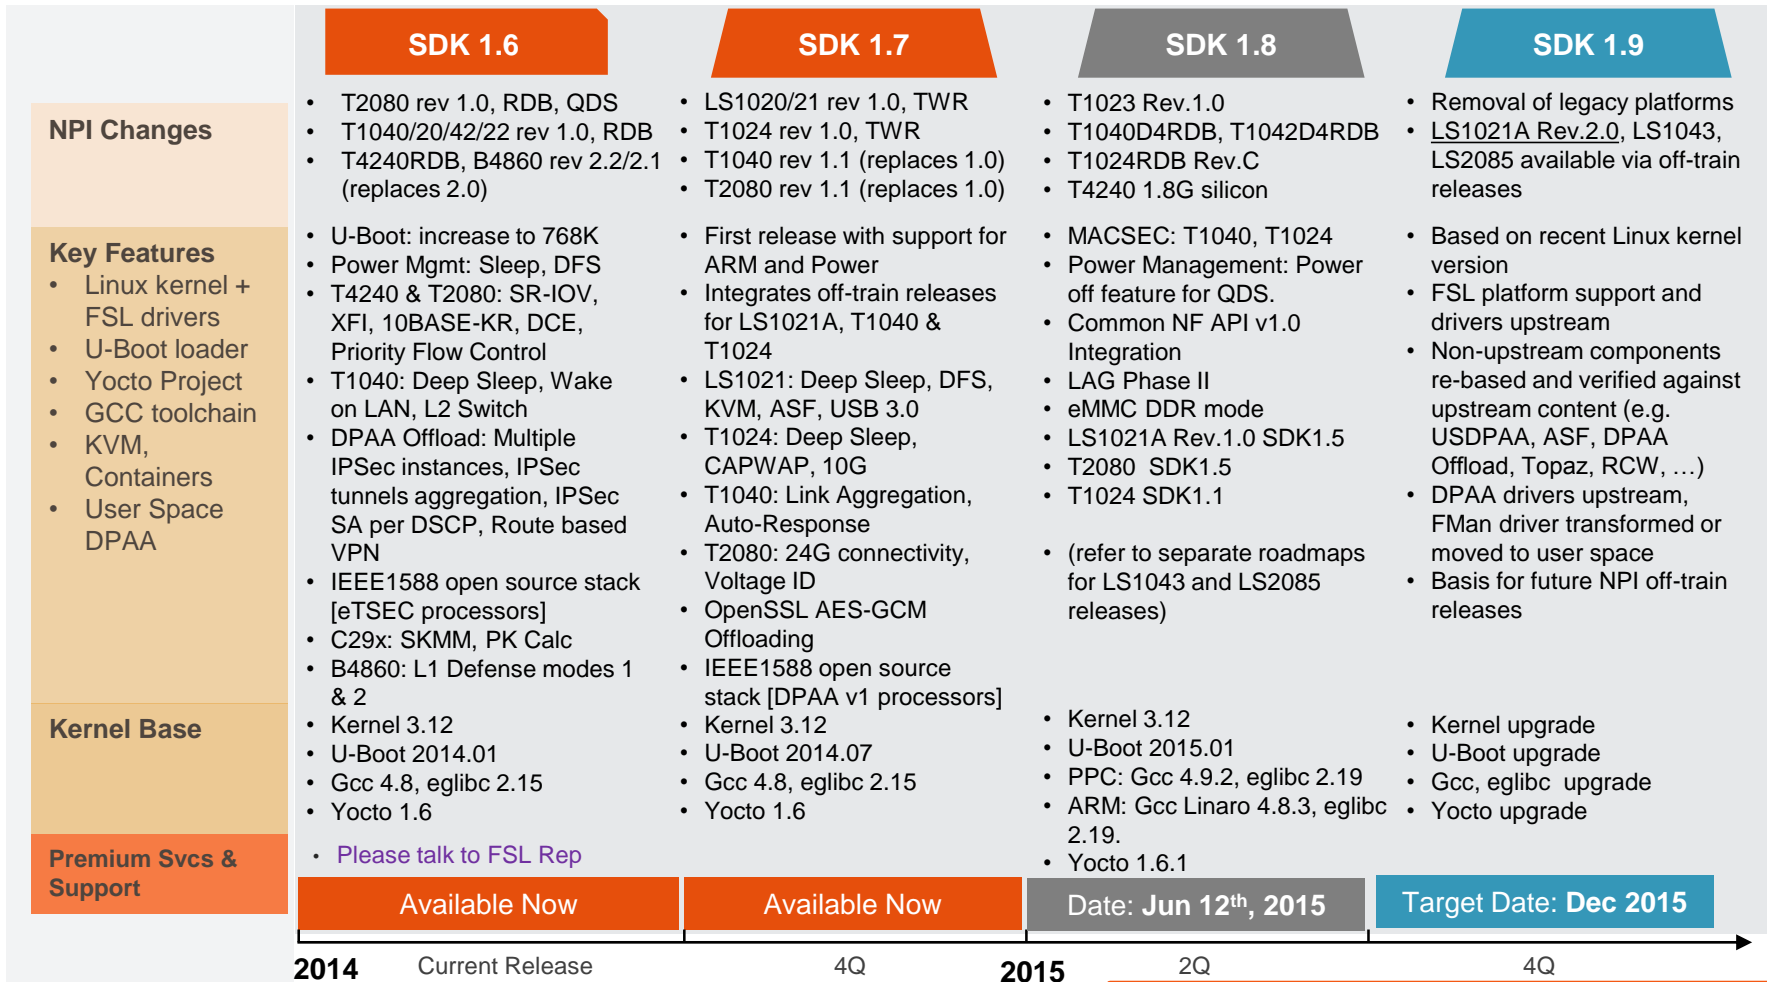 SDK 1.6
SDK 1.7
SDK 1.8
SDK 1.9
NPI Changes
• T2080 rev 1.0, RDB, QDS
• T1040/20/42/22 rev 1.0, RDB
• T4240RDB, B4860 rev 2.2/2.1
(replaces 2.0)
• LS1020/21 rev 1.0, TWR
• T1024 rev 1.0, TWR
• T1040 rev 1.1 (replaces 1.0)
• T2080 rev 1.1 (replaces 1.0)
• T1023 Rev.1.0
• T1040D4RDB, T1042D4RDB
• T1024RDB Rev.C
• T4240 1.8G silicon
• Removal of legacy platforms
• LS1021A Rev.2.0, LS1043,
LS2085 available via off-train
releases
Key Features
• Linux kernel +
FSL drivers
• U-Boot loader
• Yocto Project
• GCC toolchain
• KVM,
Containers
• User Space
DPAA
• U-Boot: increase to 768K
• Power Mgmt: Sleep, DFS
• T4240 & T2080: SR-IOV,
XFI, 10BASE-KR, DCE,
Priority Flow Control
• T1040: Deep Sleep, Wake
on LAN, L2 Switch
• DPAA Offload: Multiple
IPSec instances, IPSec
tunnels aggregation, IPSec
SA per DSCP, Route based
VPN
• IEEE1588 open source stack
[eTSEC processors]
• C29x: SKMM, PK Calc
• B4860: L1 Defense modes 1
& 2
• First release with support for
ARM and Power
• Integrates off-train releases
for LS1021A, T1040 &
T1024
• LS1021: Deep Sleep, DFS,
KVM, ASF, USB 3.0
• T1024: Deep Sleep,
CAPWAP, 10G
• T1040: Link Aggregation,
Auto-Response
• T2080: 24G connectivity,
Voltage ID
• OpenSSL AES-GCM
Offloading
• IEEE1588 open source
stack [DPAA v1 processors]
• MACSEC: T1040, T1024
• Power Management: Power
off feature for QDS.
• Common NF API v1.0
Integration
• LAG Phase II
• eMMC DDR mode
• LS1021A Rev.1.0 SDK1.5
• T2080 SDK1.5
• T1024 SDK1.1
• (refer to separate roadmaps
for LS1043 and LS2085
releases)
• Based on recent Linux kernel
version
• FSL platform support and
drivers upstream
• Non-upstream components
re-based and verified against
upstream content (e.g.
USDPAA, ASF, DPAA
Offload, Topaz, RCW, …)
• DPAA drivers upstream,
FMan driver transformed or
moved to user space
• Basis for future NPI off-train
releases
Kernel Base
• Kernel 3.12
• U-Boot 2014.01
• Gcc 4.8, eglibc 2.15
• Yocto 1.6
• Kernel 3.12
• U-Boot 2014.07
• Gcc 4.8, eglibc 2.15
• Yocto 1.6
• Kernel 3.12
• U-Boot 2015.01
• PPC: Gcc 4.9.2, eglibc 2.19
• ARM: Gcc Linaro 4.8.3, eglibc
2.19.
• Yocto 1.6.1
• Kernel upgrade
• U-Boot upgrade
• Gcc, eglibc upgrade
• Yocto upgrade
Premium Svcs &
Support
• Please talk to FSL Rep
Available Now
Available Now
Date: Jun 12th, 2015
Target Date: Dec 2015
2014
Current Release
4Q
2015
2Q
4Q